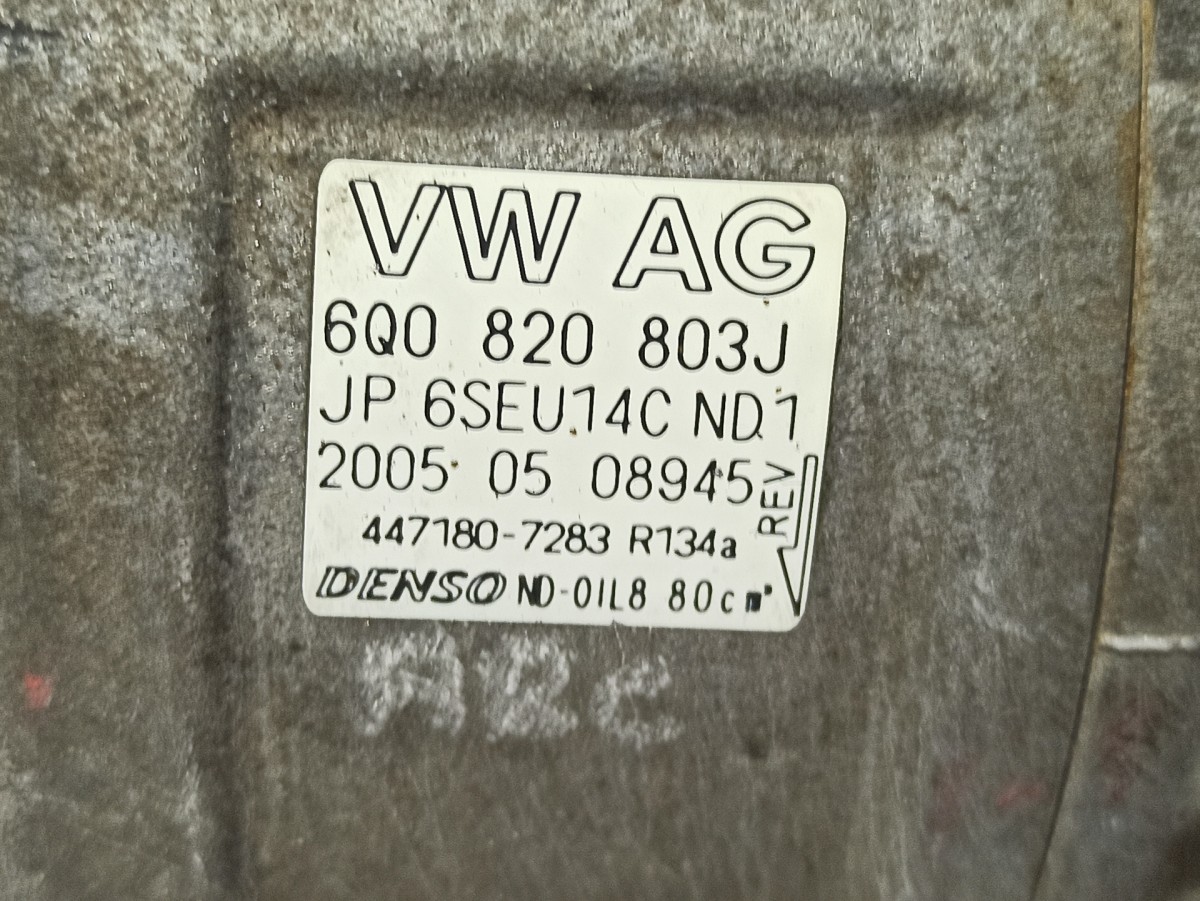 VW AG
6Q0 820 803J
JP 6SEU14C ND1
2005 05 08945
REV
447180-7283 R134a
DENSO ND-OIL8 80cm³